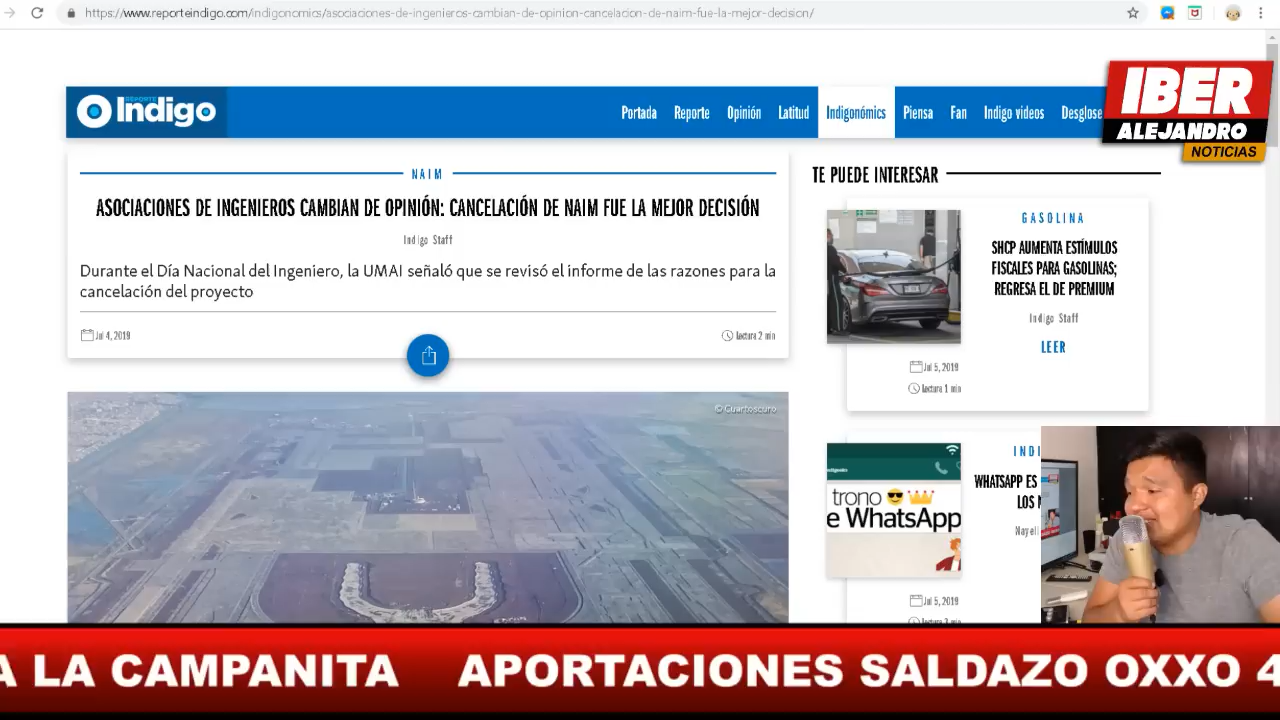 https://www.reporteindigo.com/indigonomics/asociaciones-de-ingenieros-cambian-de-opinion-cancelacion-de-naim-fue-la-mejor-decision/
REPORTE
Indigo
Portada Reporte Opinión Latitud Indigonómics Piensa Fan Indigo videos Desglose
IBER
ALEJANDRO
NOTICIAS
NAIM
ASOCIACIONES DE INGENIEROS CAMBIAN DE OPINIÓN: CANCELACIÓN DE NAIM FUE LA MEJOR DECISIÓN
Indigo Staff
Durante el Día Nacional del Ingeniero, la UMAI señaló que se revisó el informe de las razones para la
cancelación del proyecto
Jul 4, 2019
Lectura 2 min
© Cuartoscuro
TE PUEDE INTERESAR
GASOLINA
SHCP AUMENTA ESTÍMULOS
FISCALES PARA GASOLINAS;
REGRESA EL DE PREMIUM
Indigo Staff
LEER
Jul 5, 2019
Lectura 1 min
trono
e WhatsApp
INDI
WHATSAPP ES
LOS
Nayeli
Jul 5, 2019
Lectura 3 min
A LA CAMPANITA APORTACIONES SALDAZO OXXO 4